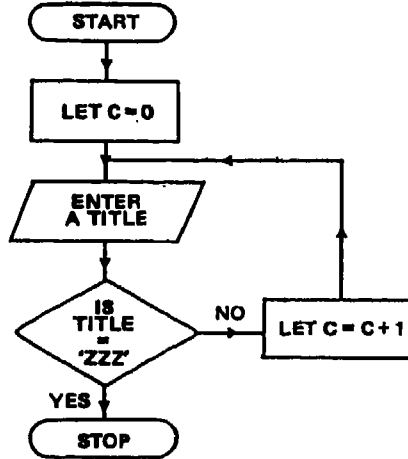 START
LET C = 0
ENTER
A TITLE
IS
TITLE
=
'ZZZ'
NO
LET C = C + 1
YES
STOP